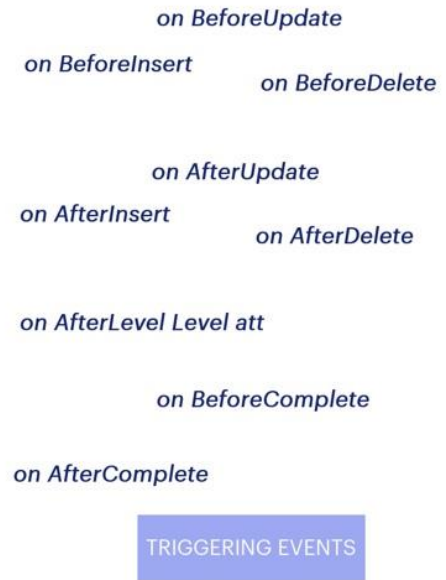 on BeforeUpdate
on BeforeInsert
on BeforeDelete
on AfterUpdate
on AfterInsert
on AfterDelete
on AfterLevel Level att
on BeforeComplete
on AfterComplete
TRIGGERING EVENTS